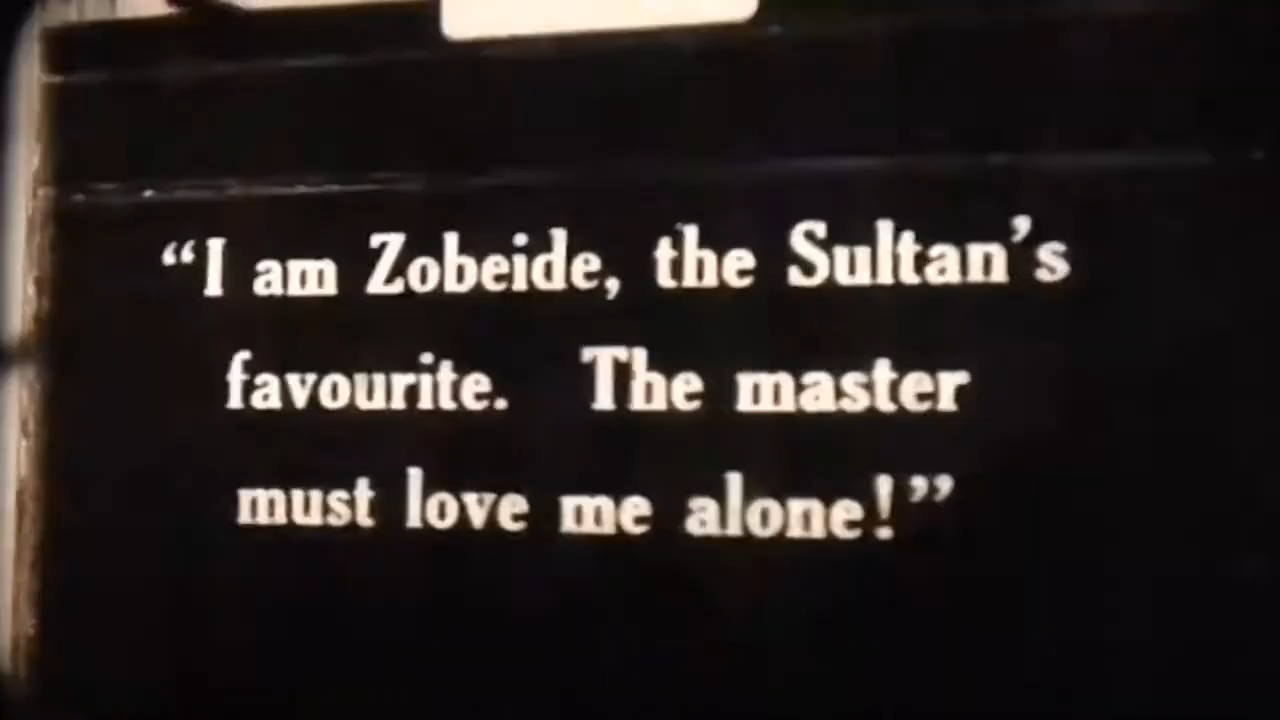 “I am Zobeide, the Sultan’s
favourite. The master
must love me alone!”